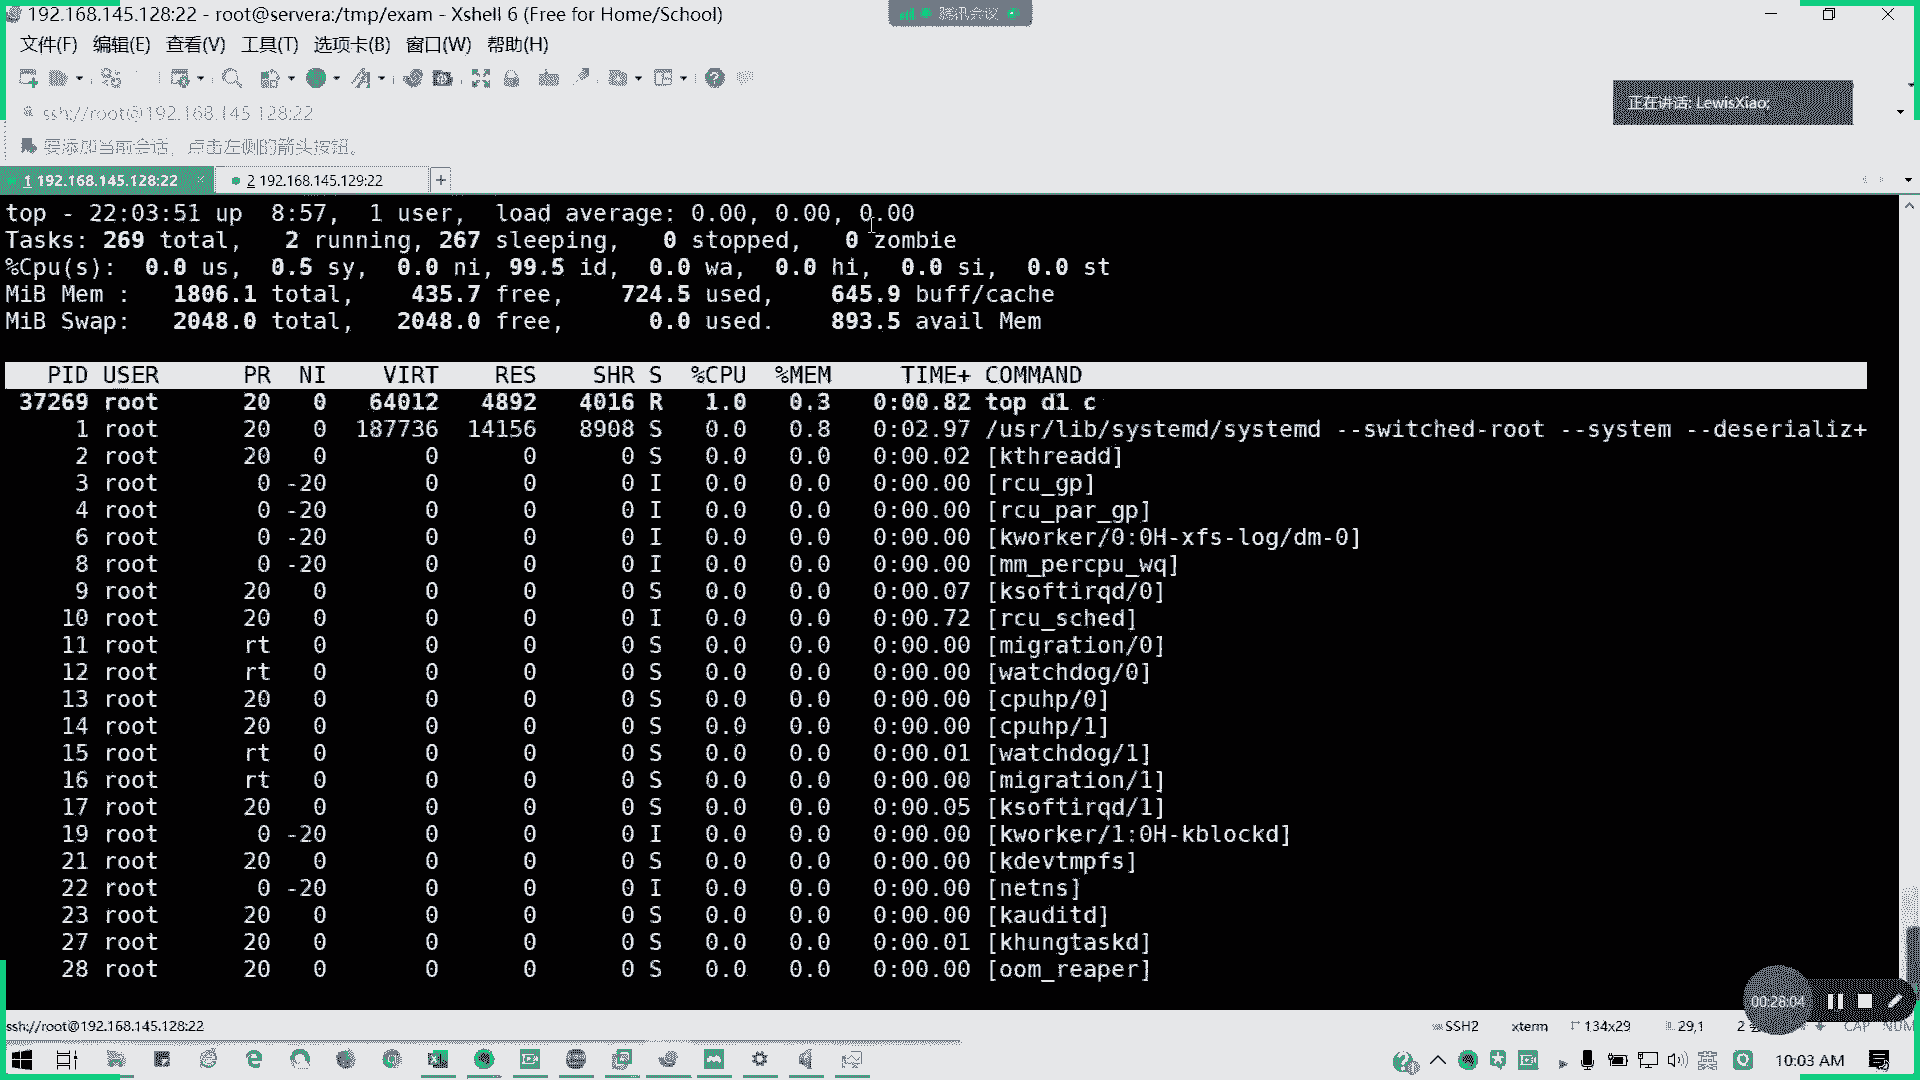 192.168.145.128:22 - root@servera:/tmp/exam - Xshell 6 (Free for Home/School)
腾讯会议
文件(F) 编辑(E) 查看(V) 工具(T) 选项卡(B) 窗口(W) 帮助(H)
ssh://root@192.168.145.128:22
正在讲话: LewisXiao;
要添加当前会话，点击左侧的箭头按钮。
1 192.168.145.128:22 2 192.168.145.129:22 +
top - 22:03:51 up  8:57,  1 user,  load average: 0.00, 0.00, 0.00
Tasks: 269 total,   2 running, 267 sleeping,   0 stopped,   0 zombie
%Cpu(s):  0.0 us,  0.5 sy,  0.0 ni, 99.5 id,  0.0 wa,  0.0 hi,  0.0 si,  0.0 st
MiB Mem :   1806.1 total,    435.7 free,    724.5 used,    645.9 buff/cache
MiB Swap:   2048.0 total,   2048.0 free,      0.0 used.    893.5 avail Mem
PID USER PR NI VIRT RES SHR S %CPU %MEM TIME+ COMMAND
37269 root 20 0 64012 4892 4016 R 1.0 0.3 0:00.82 top d1 c
1 root 20 0 187736 14156 8908 S 0.0 0.8 0:02.97 /usr/lib/systemd/systemd --switched-root --system --deserializ+
2 root 20 0 0 0 0 S 0.0 0.0 0:00.02 [kthreadd]
3 root 0 -20 0 0 0 I 0.0 0.0 0:00.00 [rcu_gp]
4 root 0 -20 0 0 0 I 0.0 0.0 0:00.00 [rcu_par_gp]
6 root 0 -20 0 0 0 I 0.0 0.0 0:00.00 [kworker/0:0H-xfs-log/dm-0]
8 root 0 -20 0 0 0 I 0.0 0.0 0:00.00 [mm_percpu_wq]
9 root 20 0 0 0 0 S 0.0 0.0 0:00.07 [ksoftirqd/0]
10 root 20 0 0 0 0 I 0.0 0.0 0:00.72 [rcu_sched]
11 root rt 0 0 0 0 S 0.0 0.0 0:00.00 [migration/0]
12 root rt 0 0 0 0 S 0.0 0.0 0:00.00 [watchdog/0]
13 root 20 0 0 0 0 S 0.0 0.0 0:00.00 [cpuhp/0]
14 root 20 0 0 0 0 S 0.0 0.0 0:00.00 [cpuhp/1]
15 root rt 0 0 0 0 S 0.0 0.0 0:00.01 [watchdog/1]
16 root rt 0 0 0 0 S 0.0 0.0 0:00.00 [migration/1]
17 root 20 0 0 0 0 S 0.0 0.0 0:00.05 [ksoftirqd/1]
19 root 0 -20 0 0 0 I 0.0 0.0 0:00.00 [kworker/1:0H-kblockd]
21 root 20 0 0 0 0 S 0.0 0.0 0:00.00 [kdevtmpfs]
22 root 0 -20 0 0 0 I 0.0 0.0 0:00.00 [netns]
23 root 20 0 0 0 0 S 0.0 0.0 0:00.00 [kauditd]
27 root 20 0 0 0 0 S 0.0 0.0 0:00.01 [khungtaskd]
28 root 20 0 0 0 0 S 0.0 0.0 0:00.00 [oom_reaper]
00:28:04
ssh://root@192.168.145.128:22 SSH2 xterm 134x29 29,1 2 CAP NUM
10:03 AM